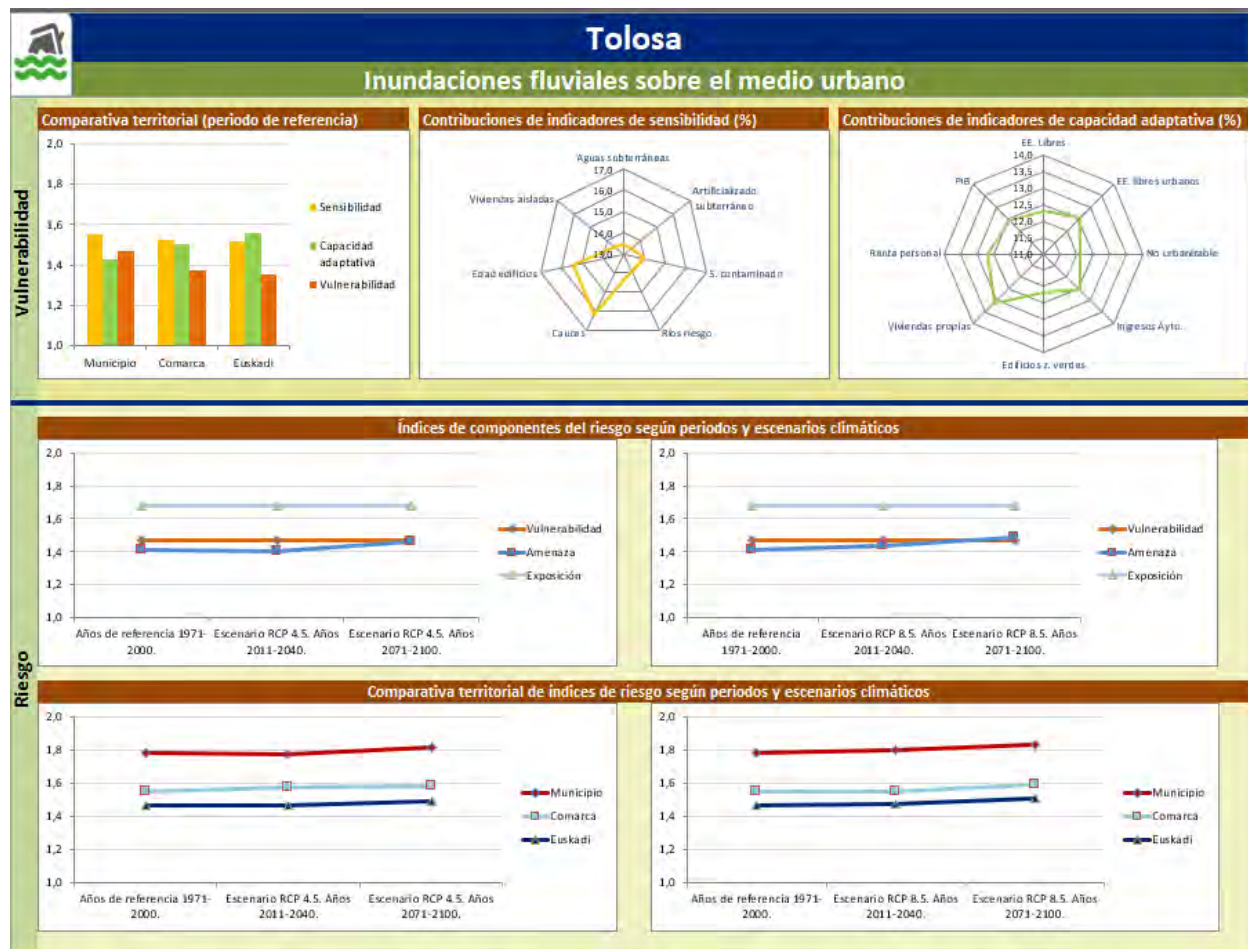 Tolosa
Inundaciones fluviales sobre el medio urbano
Vulnerabilidad
Comparativa territorial (periodo de referencia)
2,0
1,8
1,6
1,4
1,2
1,0
Municipio
Comarca
Euskadi
Sensibilidad
Capacidad
adaptativa
Vulnerabilidad
Contribuciones de indicadores de sensibilidad (%)
Aguas subterráneas
17,0
16,0
15,0
14,0
13,0
Artificializado
subterráneo
S. contaminado
Ríos riesgo
Cauces
Edad edificios
Viviendas aisladas
Contribuciones de indicadores de capacidad adaptativa (%)
EE. Libres
14,0
13,5
13,0
12,5
12,0
11,5
11,0
EE. libres urbanos
No urbanizable
Ingresos Ayto.
Edificios z. verdes
Viviendas propias
Renta personal
PIB
Riesgo
Índices de componentes del riesgo según periodos y escenarios climáticos
2,0
1,8
1,6
1,4
1,2
1,0
Años de referencia 1971-
2000.
Escenario RCP 4.5. Años
2011-2040.
Escenario RCP 4.5. Años
2071-2100.
Vulnerabilidad
Amenaza
Exposición
2,0
1,8
1,6
1,4
1,2
1,0
Años de referencia
1971-2000.
Escenario RCP 8.5. Años
2011-2040.
Escenario RCP 8.5. Años
2071-2100.
Vulnerabilidad
Amenaza
Exposición
Comparativa territorial de índices de riesgo según periodos y escenarios climáticos
2,0
1,8
1,6
1,4
1,2
1,0
Años de referencia 1971-
2000.
Escenario RCP 4.5. Años
2011-2040.
Escenario RCP 4.5. Años
2071-2100.
Municipio
Comarca
Euskadi
2,0
1,8
1,6
1,4
1,2
1,0
Años de referencia 1971-
2000.
Escenario RCP 8.5. Años
2011-2040.
Escenario RCP 8.5. Años
2071-2100.
Municipio
Comarca
Euskadi